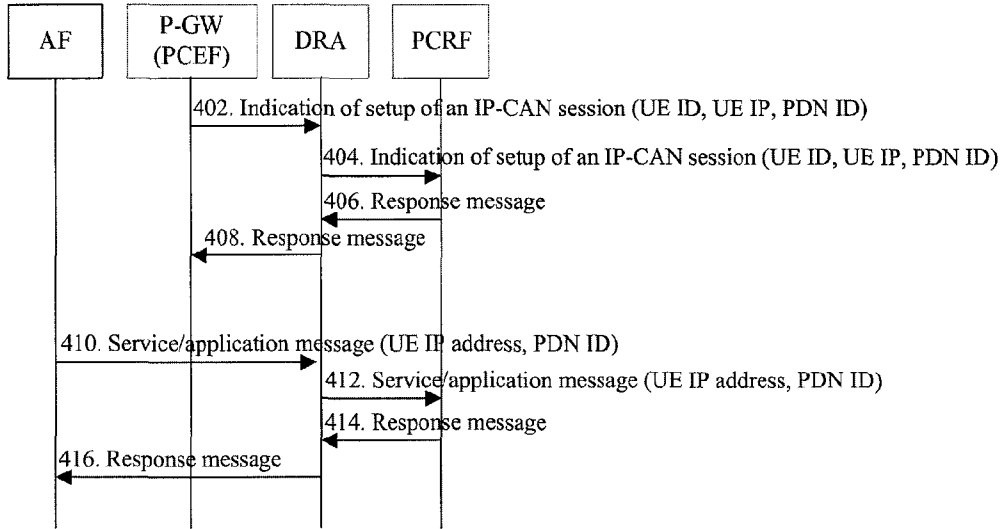 AF
P-GW
(PCEF)
DRA
PCRF
402. Indication of setup of an IP-CAN session (UE ID, UE IP, PDN ID)
404. Indication of setup of an IP-CAN session (UE ID, UE IP, PDN ID)
406. Response message
408. Response message
410. Service/application message (UE IP address, PDN ID)
412. Service/application message (UE IP address, PDN ID)
414. Response message
416. Response message